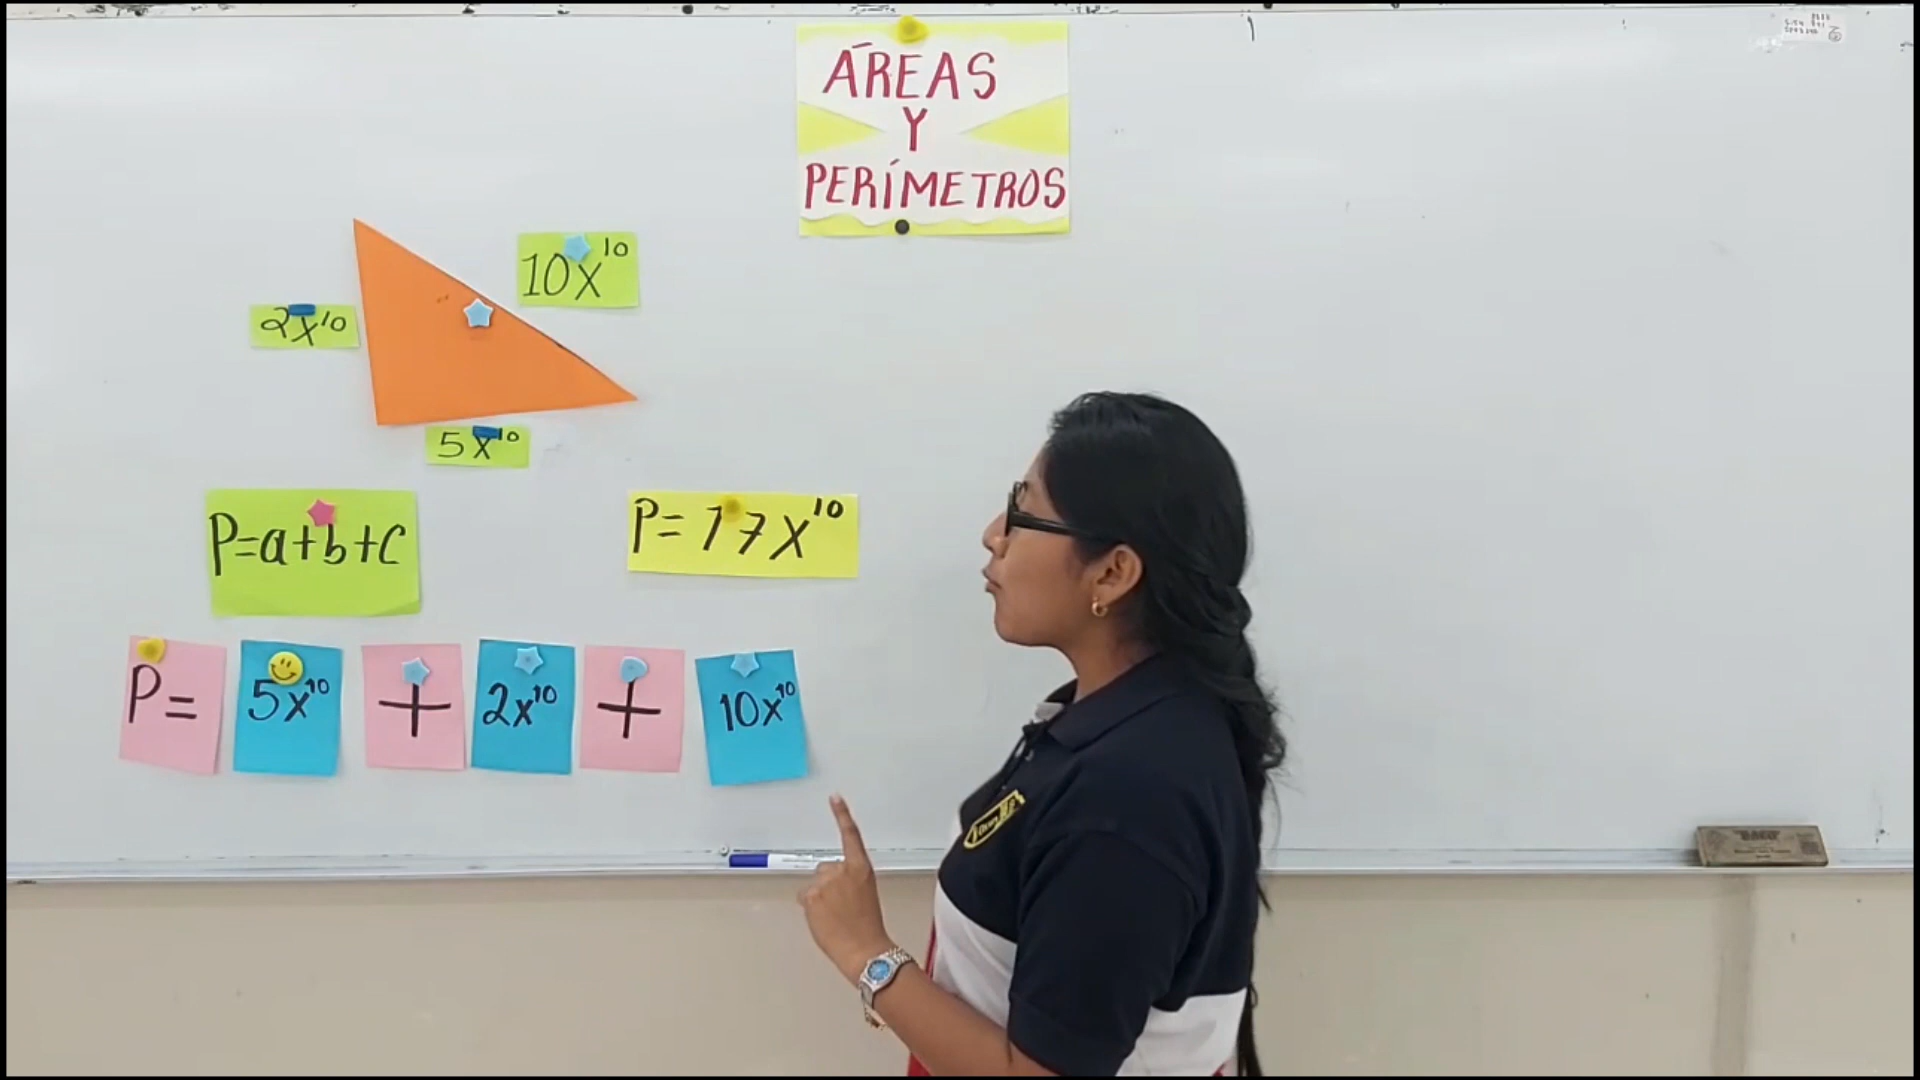 ÁREAS
Y
PERÍMETROS
10x¹⁰
2x¹⁰
5x¹⁰
P=a+b+c
P=17x¹⁰
P= 5x¹⁰ + 2x¹⁰ + 10x¹⁰